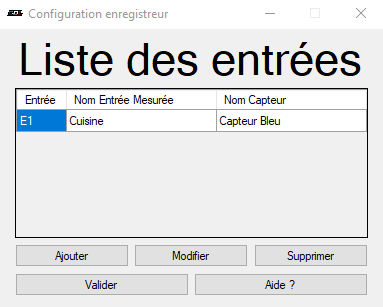 Configuration enregistreur
Liste des entrées
Entrée Nom Entrée Mesurée Nom Capteur
E1 Cuisine Capteur Bleu
Ajouter Modifier Supprimer
Valider Aide ?